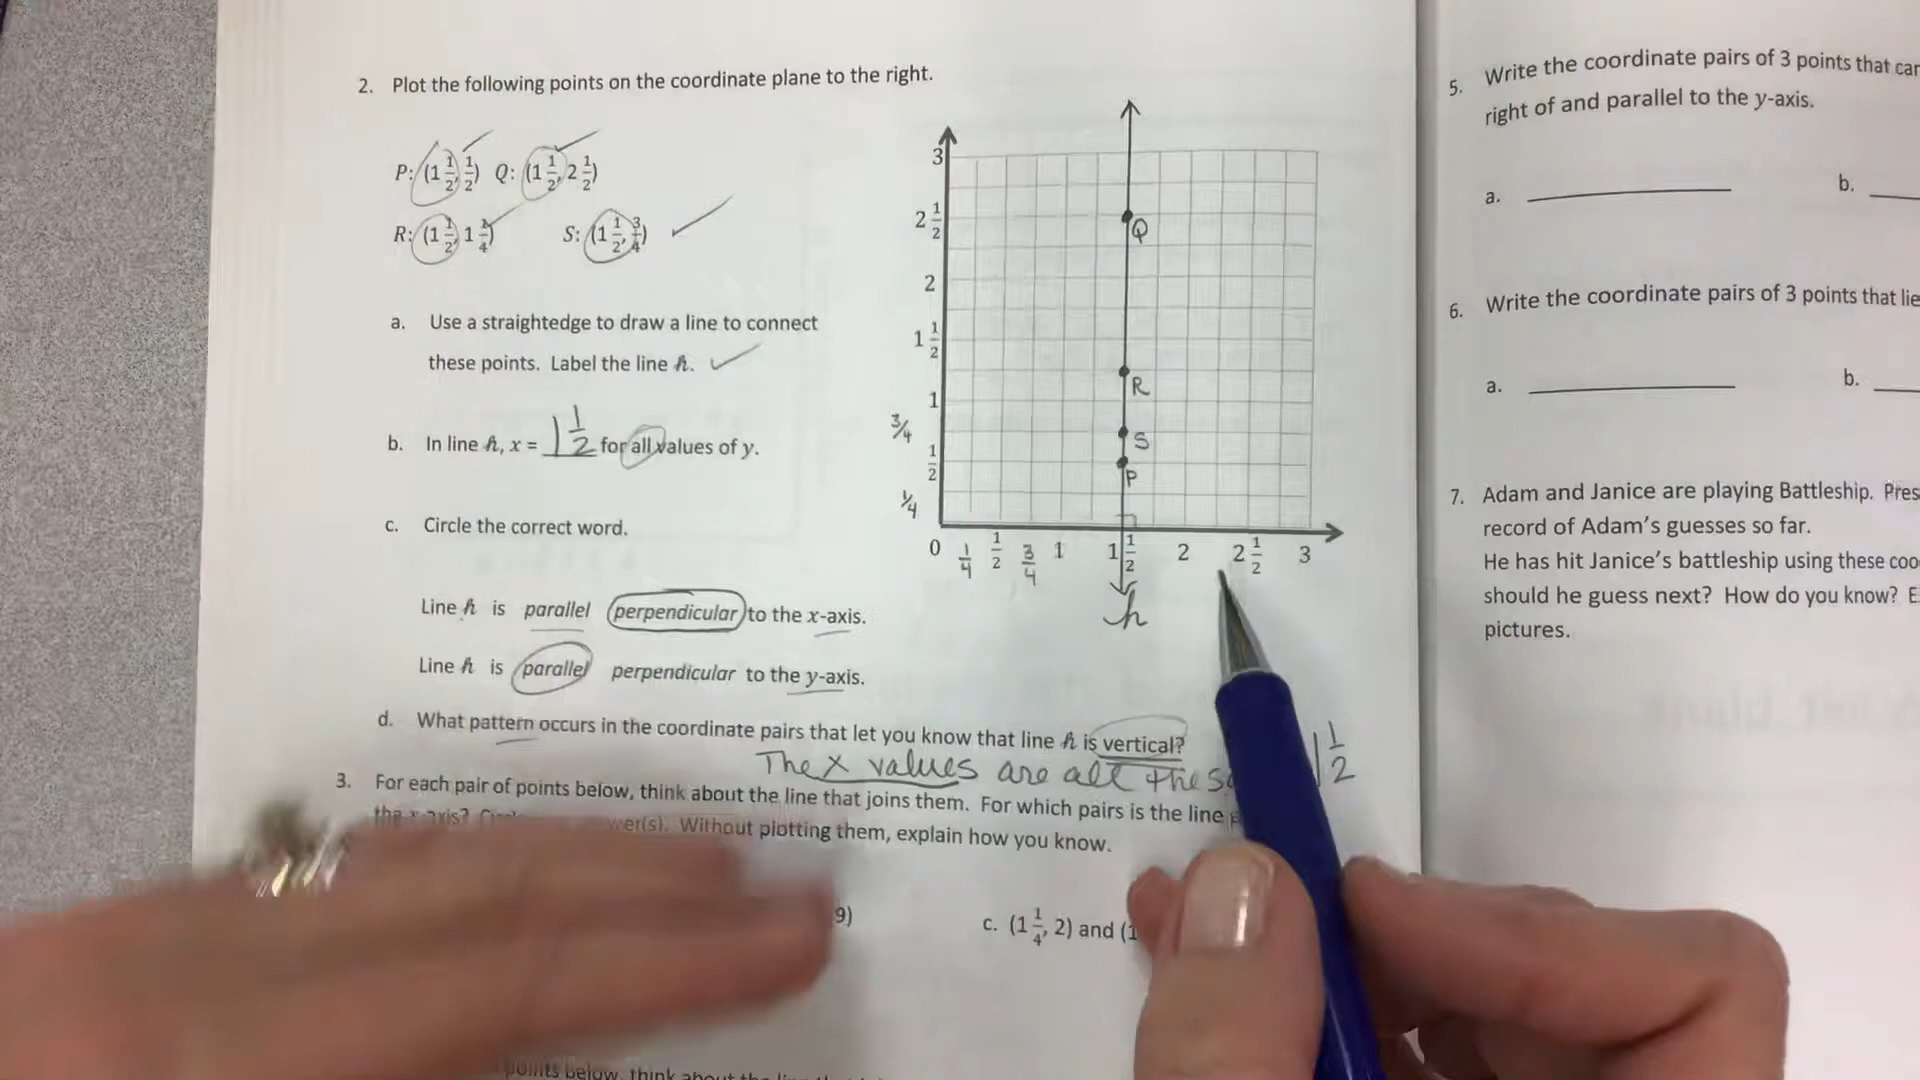 2. Plot the following points on the coordinate plane to the right.
P: (1 1/2, 1/2) Q: (1 1/2, 2 1/2)
R: (1 1/2, 1 1/4) S: (1 1/2, 3/4)
a. Use a straightedge to draw a line to connect
these points. Label the line h.
b. In line h, x = 1 1/2 for all values of y.
c. Circle the correct word.
Line h is parallel perpendicular to the x-axis.
Line h is parallel perpendicular to the y-axis.
d. What pattern occurs in the coordinate pairs that let you know that line h is vertical?
The x values are all the 1 1/2
3. For each pair of points below, think about the line that joins them. For which pairs is the line
the x-axis? Without plotting them, explain how you know.
9)
c. (1 1/4, 2) and (1
points below, think about the
3
2 1/2
2
1 1/2
1
3/4
1/2
1/4
0 1/4 1/2 3/4 1 1 1/2 2 2 1/2 3
Q
R
S
P
h
5. Write the coordinate pairs of 3 points that can
right of and parallel to the y-axis.
a. b.
6. Write the coordinate pairs of 3 points that lie
a. b.
7. Adam and Janice are playing Battleship. Pres
record of Adam's guesses so far.
He has hit Janice's battleship using these coo
should he guess next? How do you know? E
pictures.